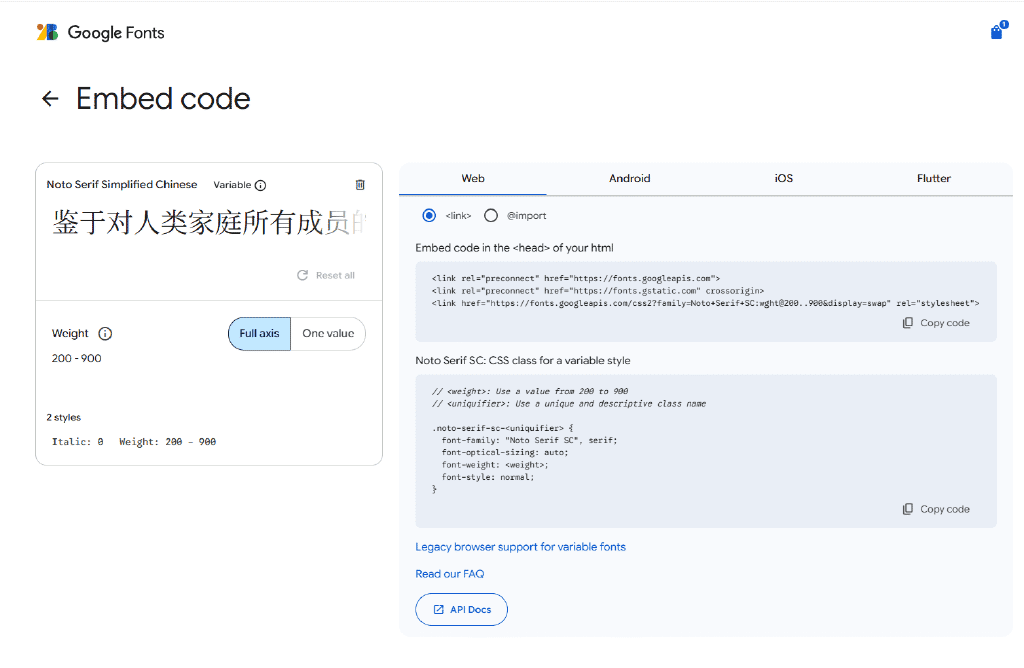 Google Fonts
1
Embed code
Noto Serif Simplified Chinese Variable
鉴于对人类家庭所有成员的
Reset all
Weight
Full axis One value
200 - 900
2 styles
Italic: 0 Weight: 200 - 900
Web Android iOS Flutter
<link> @import
Embed code in the <head> of your html
<link rel="preconnect" href="https://fonts.googleapis.com">
<link rel="preconnect" href="https://fonts.gstatic.com" crossorigin>
<link href="https://fonts.googleapis.com/css2?family=Noto+Serif+SC:wght@200..900&display=swap" rel="stylesheet">
Copy code
Noto Serif SC: CSS class for a variable style
// <weight>: Use a value from 200 to 900
// <uniquifier>: Use a unique and descriptive class name
.noto-serif-sc-<uniquifier> {
font-family: "Noto Serif SC", serif;
font-optical-sizing: auto;
font-weight: <weight>;
font-style: normal;
}
Copy code
Legacy browser support for variable fonts
Read our FAQ
API Docs